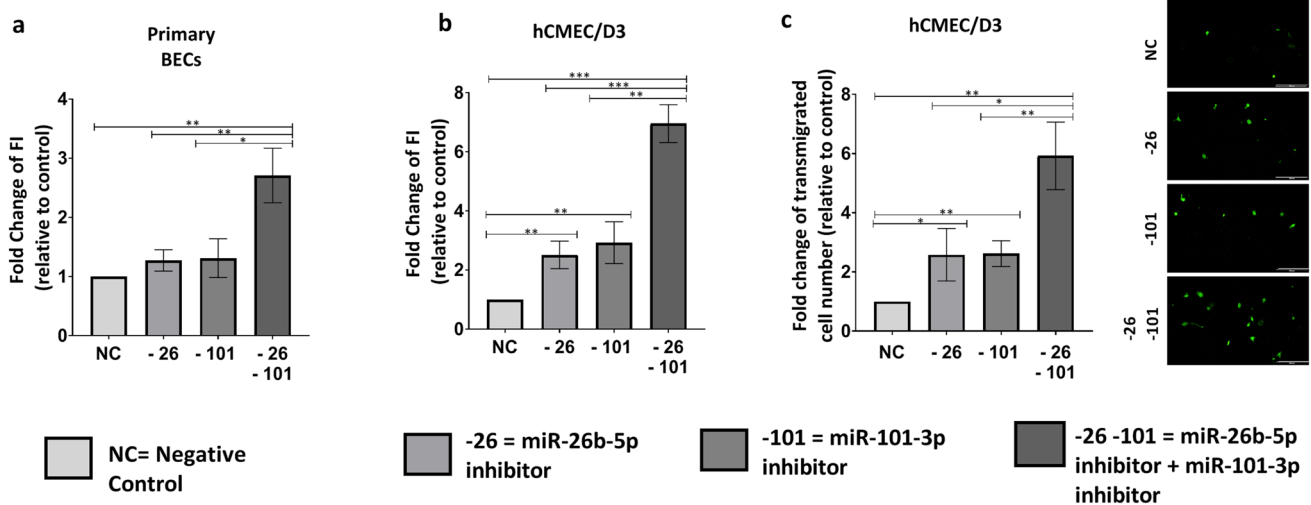 a
Primary
BECs
Fold Change of FI
(relative to control)
4
3
2
1
0
**
**
*
NC
- 26
- 101
- 26
- 101
b
hCMEC/D3
Fold Change of FI
(relative to control)
8
6
4
2
0
***
***
**
**
**
NC
- 26
- 101
- 26
- 101
c
hCMEC/D3
Fold change of transmigrated
cell number (relative to control)
8
6
4
2
0
**
*
**
**
*
NC
- 26
- 101
- 26
- 101
NC
-26
-101
-26
-101
NC= Negative
Control
-26 = miR-26b-5p
inhibitor
-101 = miR-101-3p
inhibitor
-26 -101 = miR-26b-5p
inhibitor + miR-101-3p
inhibitor